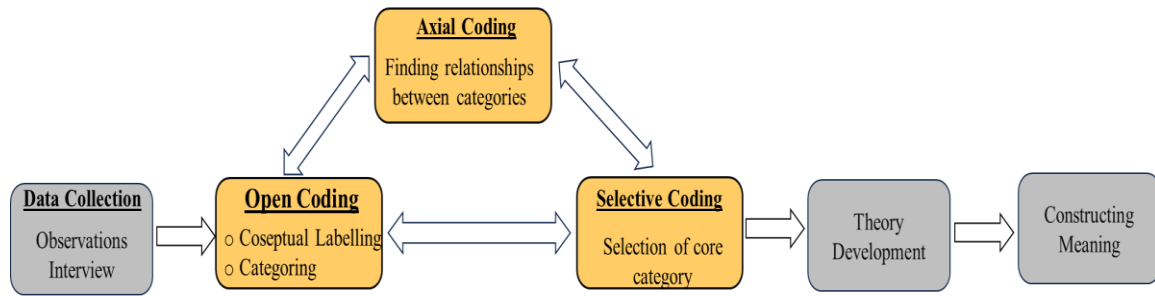 Axial Coding
Finding relationships
between categories
Data Collection
Observations
Interview
Open Coding
○ Coseptual Labelling
○ Categoring
Selective Coding
Selection of core
category
Theory
Development
Constructing
Meaning